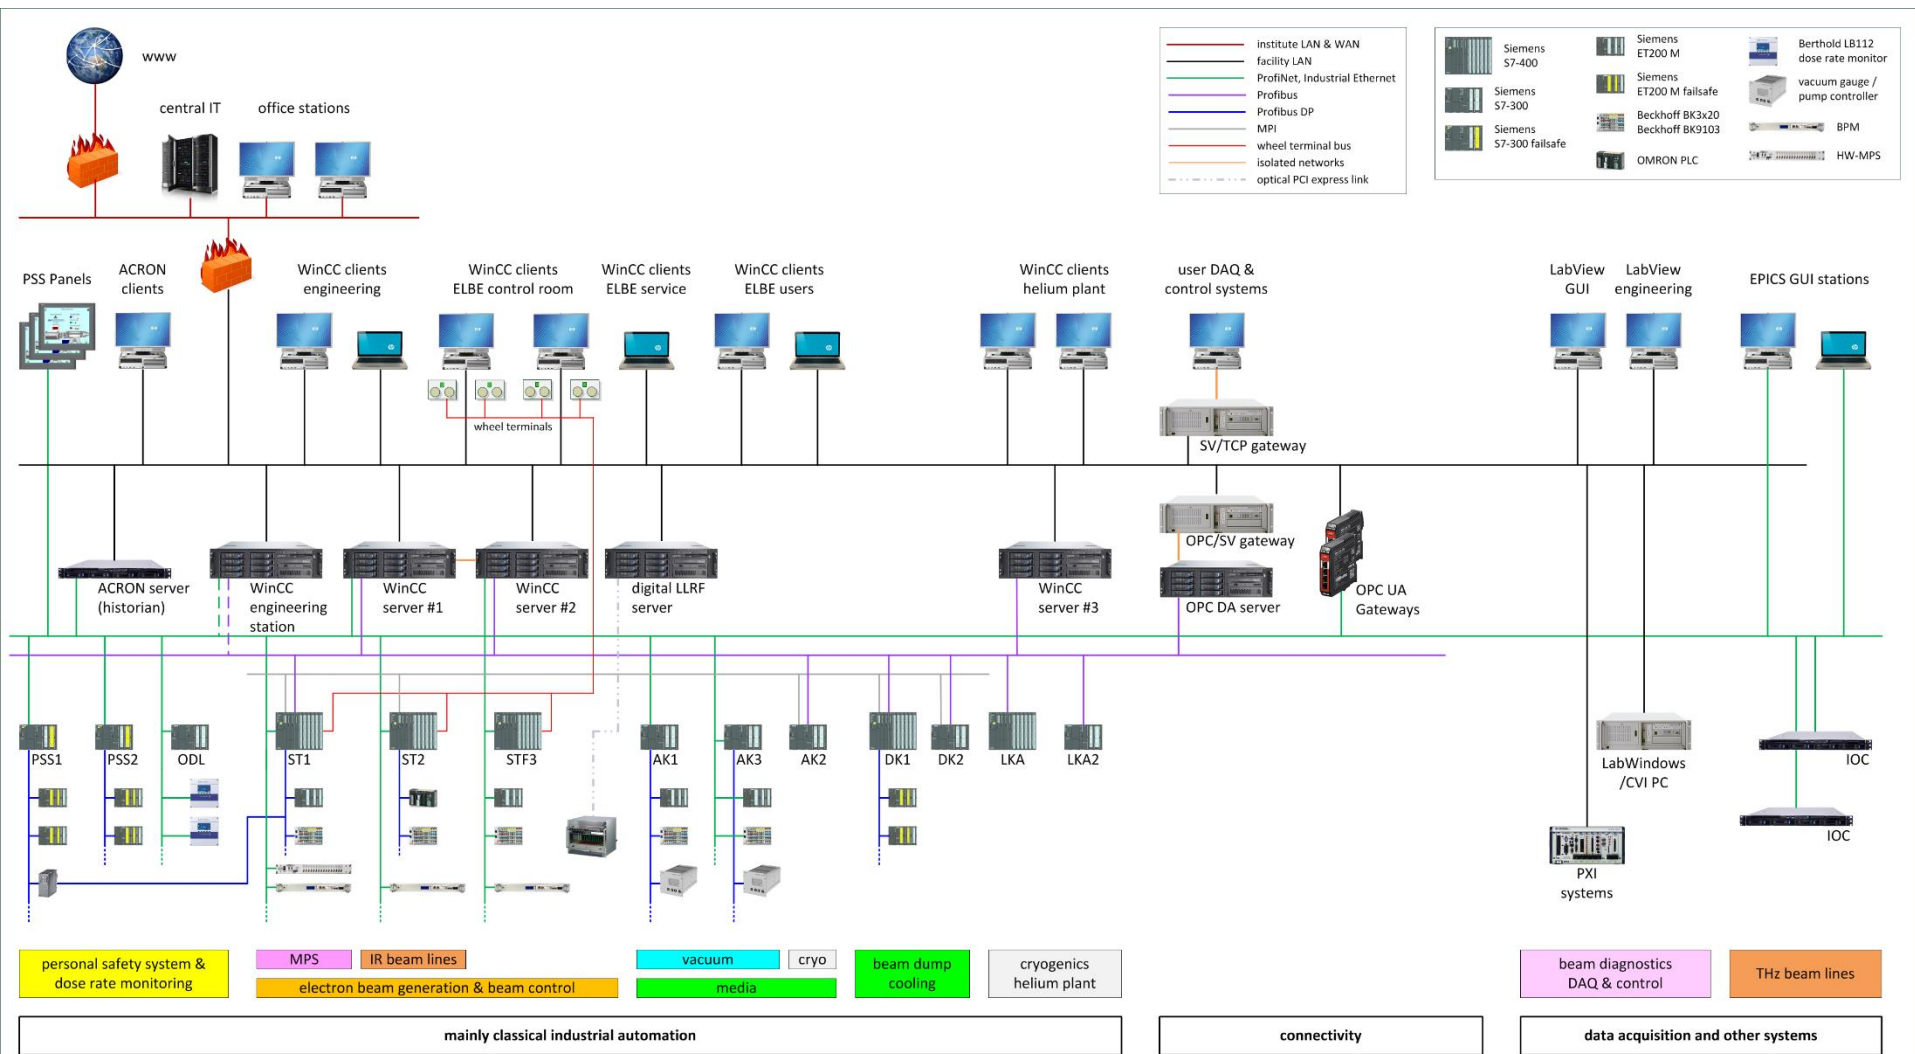 www
central IT
office stations
institute LAN & WAN
facility LAN
ProfiNet, Industrial Ethernet
Profibus
Profibus DP
MPI
wheel terminal bus
isolated networks
optical PCI express link
Siemens
S7-400
Siemens
S7-300
Siemens
S7-300 failsafe
Siemens
ET200 M
Siemens
ET200 M failsafe
Beckhoff BK3x20
Beckhoff BK9103
OMRON PLC
Berthold LB112
dose rate monitor
vacuum gauge /
pump controller
BPM
HW-MPS
PSS Panels
ACRON
clients
WinCC clients
engineering
WinCC clients
ELBE control room
WinCC clients
ELBE service
WinCC clients
ELBE users
WinCC clients
helium plant
user DAQ &
control systems
LabView
GUI
LabView
engineering
EPICS GUI stations
wheel terminals
SV/TCP gateway
OPC/SV gateway
ACRON server
(historian)
WinCC
engineering
station
WinCC
server #1
WinCC
server #2
digital LLRF
server
WinCC
server #3
OPC DA server
OPC UA
Gateways
PSS1
PSS2
ODL
ST1
ST2
STF3
AK1
AK3
AK2
DK1
DK2
LKA
LKA2
LabWindows
/CVI PC
IOC
IOC
PXI
systems
personal safety system &
dose rate monitoring
MPS
IR beam lines
electron beam generation & beam control
vacuum
cryo
media
beam dump
cooling
cryogenics
helium plant
beam diagnostics
DAQ & control
THz beam lines
mainly classical industrial automation
connectivity
data acquisition and other systems